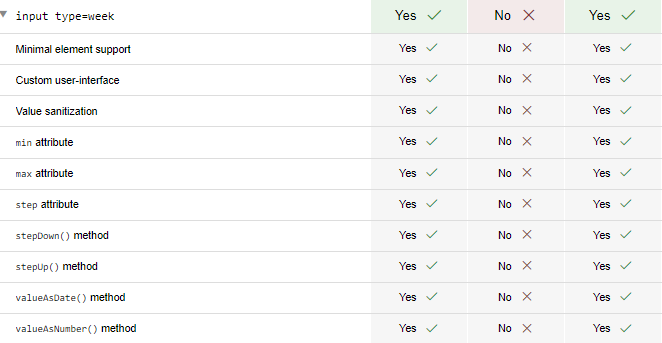 input type=week Yes No Yes
Minimal element support Yes No Yes
Custom user-interface Yes No Yes
Value sanitization Yes No Yes
min attribute Yes No Yes
max attribute Yes No Yes
step attribute Yes No Yes
stepDown() method Yes No Yes
stepUp() method Yes No Yes
valueAsDate() method Yes No Yes
valueAsNumber() method Yes No Yes